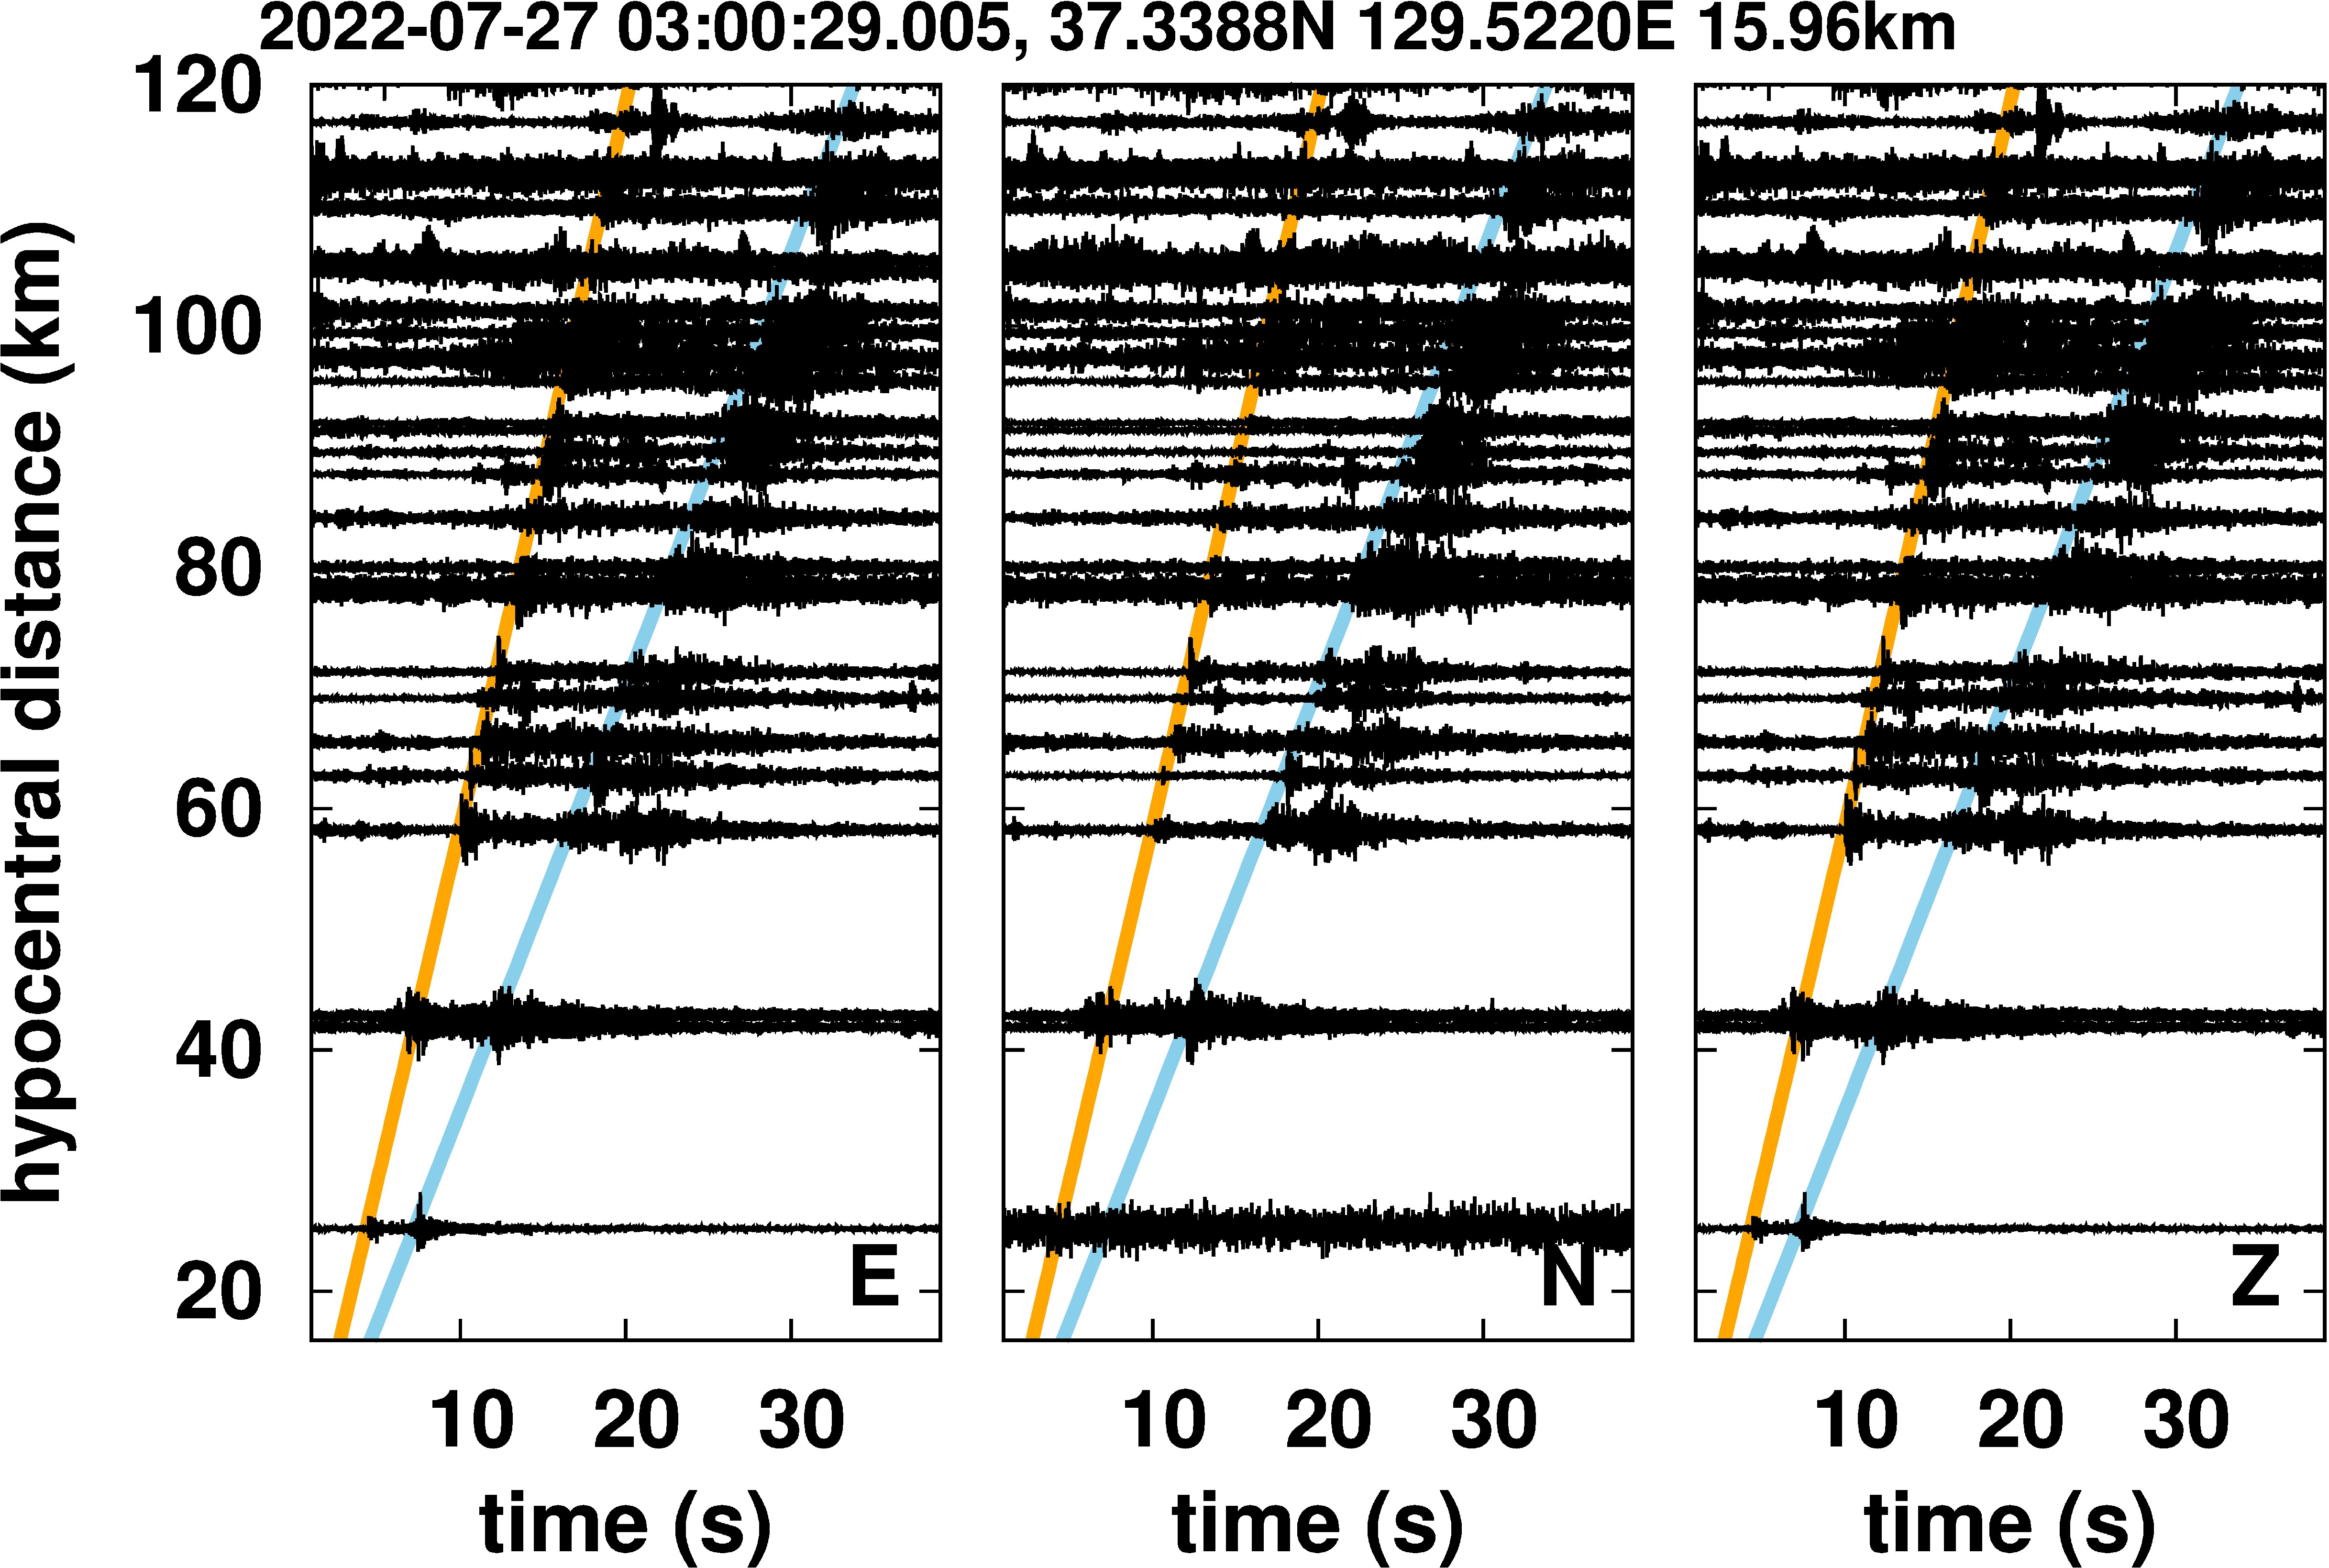 2022-07-27 03:00:29.005, 37.3388N 129.5220E 15.96km
hypocentral distance (km)
120
100
80
60
40
20
E
N
Z
10 20 30
10 20 30
10 20 30
time (s)
time (s)
time (s)